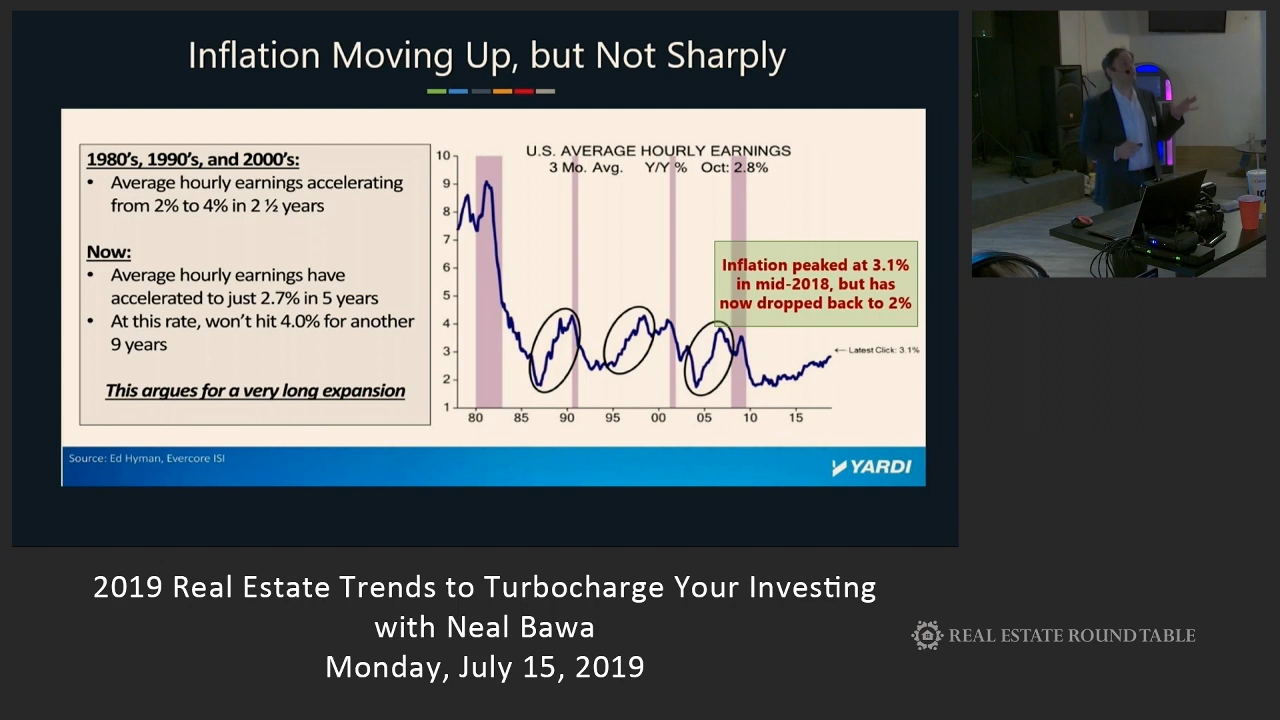 Inflation Moving Up, but Not Sharply
1980's, 1990's, and 2000's:
• Average hourly earnings accelerating
from 2% to 4% in 2 ½ years
Now:
• Average hourly earnings have
accelerated to just 2.7% in 5 years
• At this rate, won't hit 4.0% for another
9 years
This argues for a very long expansion
U.S. AVERAGE HOURLY EARNINGS
3 Mo. Avg. Y/Y % Oct: 2.8%
10
9
8
7
6
5
4
3
2
1
80 85 90 95 00 05 10 15
Inflation peaked at 3.1%
in mid-2018, but has
now dropped back to 2%
← Latest Click: 3.1%
Source: Ed Hyman, Evercore ISI
YARDI
2019 Real Estate Trends to Turbocharge Your Investing
with Neal Bawa
Monday, July 15, 2019
REAL ESTATE ROUND TABLE